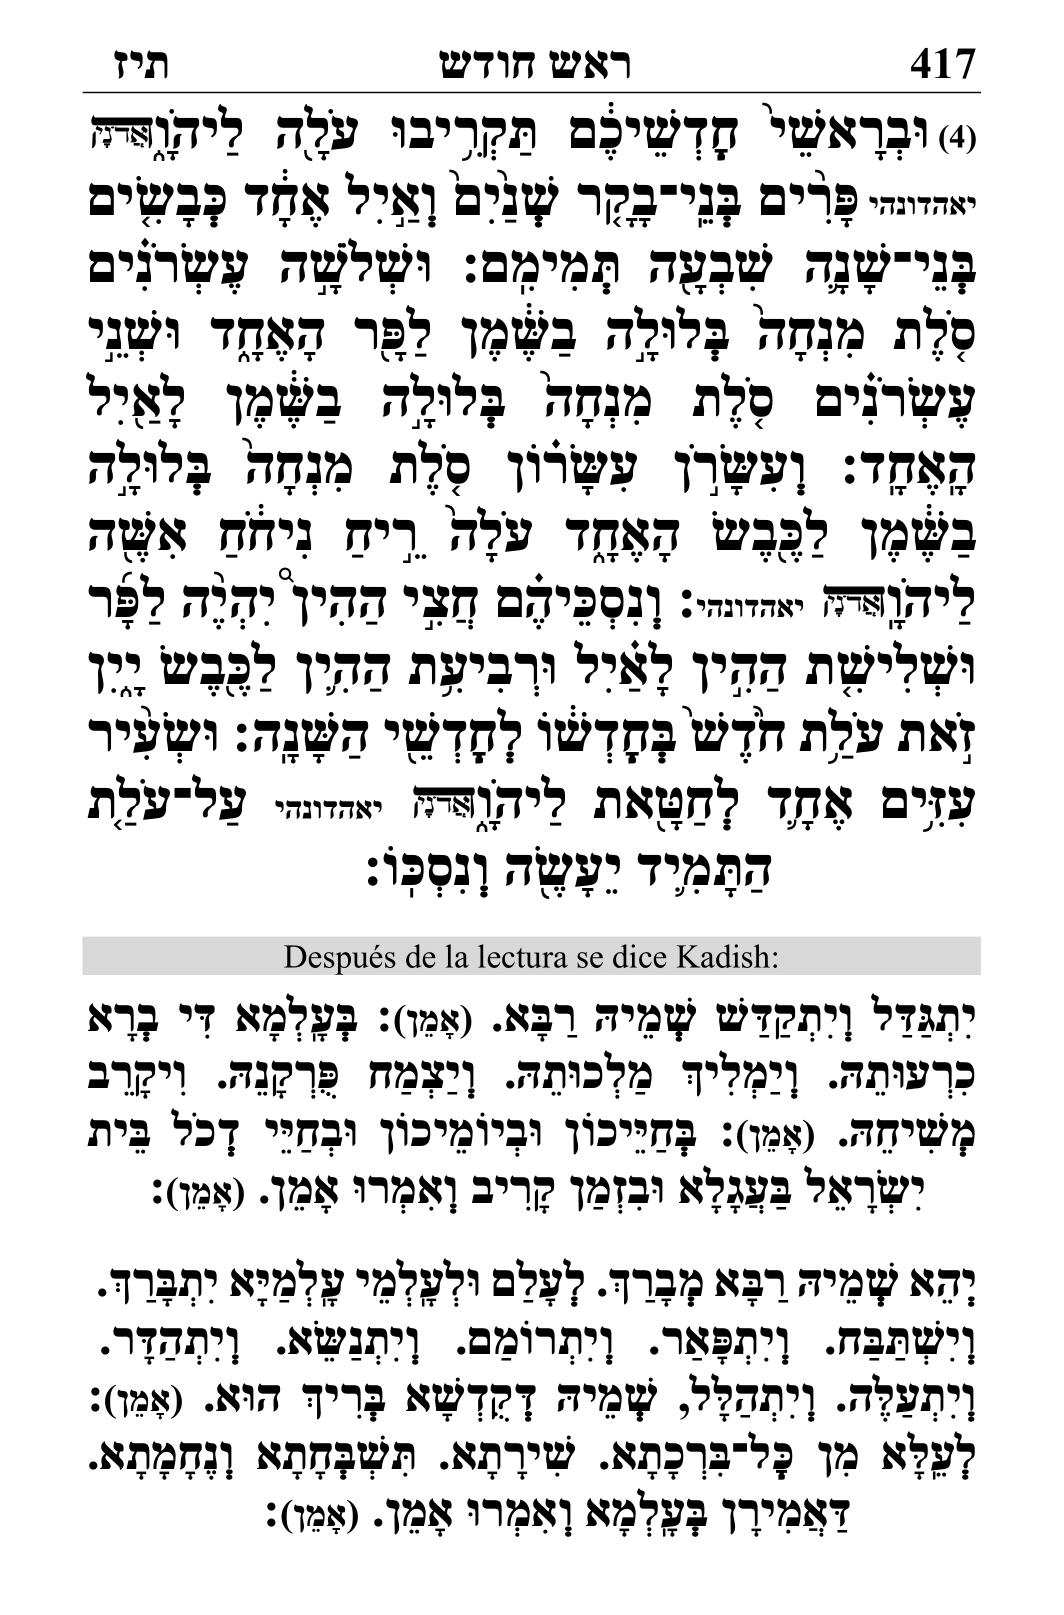 417 ראש חודש תיז
(4) וּבְרָאשֵׁי֙ חׇדְשֵׁיכֶ֔ם תַּקְרִ֥יבוּ עֹלָ֖ה לַיהֹוָ֑אֲדֹנָי
יאהדונהי פָּרִ֨ים בְּנֵֽי־בָקָ֤ר שְׁנַ֙יִם֙ וְאַ֣יִל אֶחָ֔ד כְּבָשִׂ֧ים
בְּנֵי־שָׁנָ֛ה שִׁבְעָ֖ה תְּמִימִֽם: וּשְׁלֹשָׁ֣ה עֶשְׂרֹנִ֗ים
סֹ֤לֶת מִנְחָה֙ בְּלוּלָ֣ה בַשֶּׁ֔מֶן לַפָּ֖ר הָאֶחָ֑ד וּשְׁנֵ֣י
עֶשְׂרֹנִ֗ים סֹ֤לֶת מִנְחָה֙ בְּלוּלָ֣ה בַשֶּׁ֔מֶן לָאַ֖יִל
הָֽאֶחָֽד: וְעִשָּׂרֹ֣ן עִשָּׂר֗וֹן סֹ֤לֶת מִנְחָה֙ בְּלוּלָ֣ה
בַשֶּׁ֔מֶן לַכֶּ֖בֶשׂ הָאֶחָ֑ד עֹלָה֙ רֵ֣יחַ נִיחֹ֔חַ אִשֶּׁ֖ה
לַיהֹוָֽאֲדֹנָי יאהדונהי: וְנִסְכֵּיהֶ֗ם חֲצִ֣י הַהִין֩ יִהְיֶ֨ה לַפָּ֜ר
וּשְׁלִישִׁ֧ת הַהִ֣ין לָאַ֗יִל וּרְבִיעִ֥ת הַהִ֛ין לַכֶּ֖בֶשׂ יָ֑יִן
זֹ֣את עֹלַ֥ת חֹ֙דֶשׁ֙ בְּחׇדְשׁ֔וֹ לְחׇדְשֵׁ֖י הַשָּׁנָֽה: וּשְׂעִ֨יר
עִזִּ֥ים אֶחָ֛ד לְחַטָּ֖את לַיהֹוָ֑אֲדֹנָי יאהדונהי עַל־עֹלַ֧ת
הַתָּמִ֛יד יֵעָשֶׂ֖ה וְנִסְכּֽוֹ:
Después de la lectura se dice Kadish:
יִתְגַּדַּל וְיִתְקַדַּשׁ שְׁמֵיהּ רַבָּא. (אָמֵן): בְּעָלְמָא דִּי בְרָא
כִרְעוּתֵהּ. וְיַמְלִיךְ מַלְכוּתֵהּ. וְיַצְמַח פֻּרְקָנֵהּ. וִיקָרֵב
מְשִׁיחֵהּ. (אָמֵן): בְּחַיֵּיכוֹן וּבְיוֹמֵיכוֹן וּבְחַיֵּי דְכֹל בֵּית
יִשְׂרָאֵל בַּעֲגָלָא וּבִזְמַן קָרִיב וְאִמְרוּ אָמֵן. (אָמֵן):
יְהֵא שְׁמֵיהּ רַבָּא מְבָרַךְ. לְעָלַם וּלְעָלְמֵי עָלְמַיָּא יִתְבָּרַךְ.
וְיִשְׁתַּבַּח. וְיִתְפָּאַר. וְיִתְרוֹמַם. וְיִתְנַשֵּׂא. וְיִתְהַדָּר.
וְיִתְעַלֶּה. וְיִתְהַלָּל, שְׁמֵיהּ דְּקֻדְשָׁא בְּרִיךְ הוּא. (אָמֵן):
לְעֵלָּא מִן כׇּל־בִּרְכָתָא. שִׁירָתָא. תִּשְׁבְּחָתָא וְנֶחָמָתָא.
דַּאֲמִירָן בְּעָלְמָא וְאִמְרוּ אָמֵן. (אָמֵן):